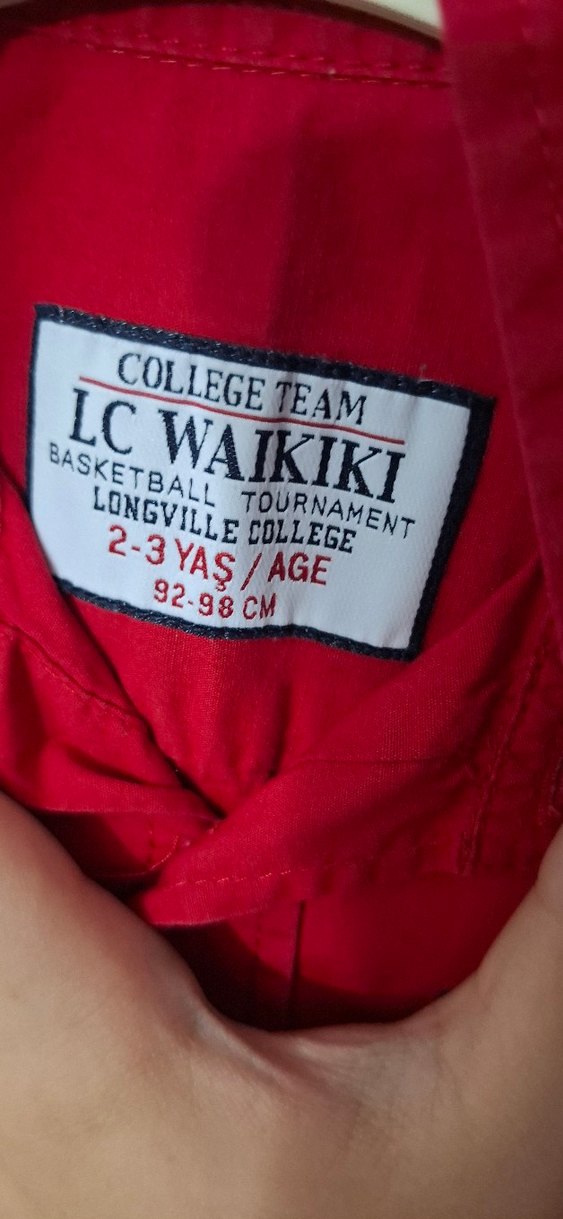 COLLEGE TEAM
LC WAIKIKI
BASKETBALL TOURNAMENT
LONGVILLE COLLEGE
2-3 YAŞ / AGE
92-98 CM